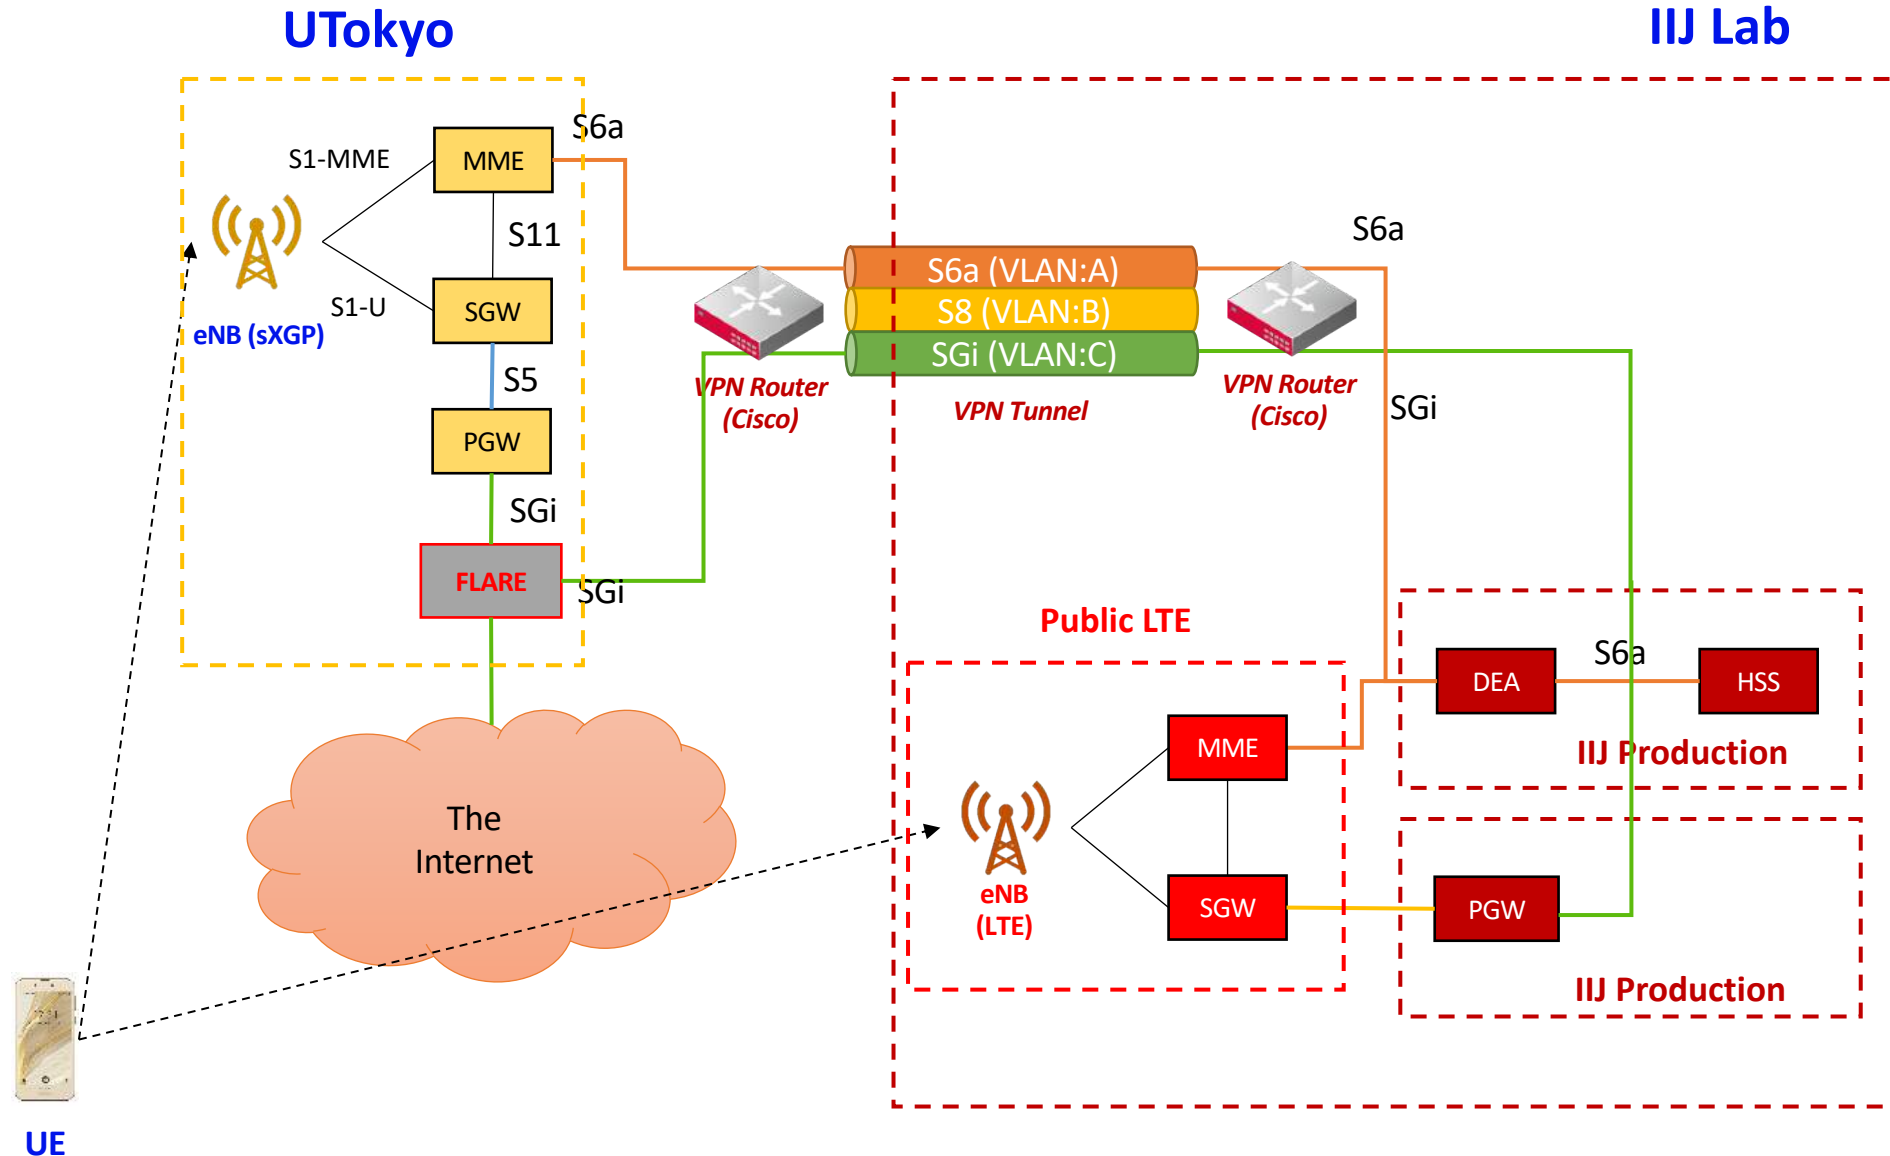 UTokyo
IIJ Lab
S6a
S1-MME
MME
S11
S6a
S6a (VLAN:A)
S1-U
SGW
S8 (VLAN:B)
eNB (sXGP)
SGi (VLAN:C)
S5
VPN Router
(Cisco)
VPN Tunnel
VPN Router
(Cisco)
SGi
PGW
SGi
FLARE
SGi
Public LTE
S6a
DEA
HSS
MME
IIJ Production
The
Internet
eNB
(LTE)
SGW
PGW
IIJ Production
UE